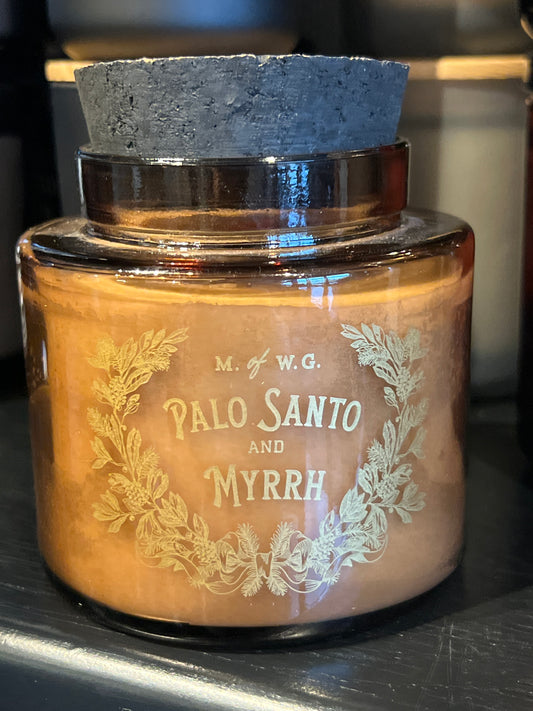 M. of W.G.
PALO SANTO
AND
MYRRH